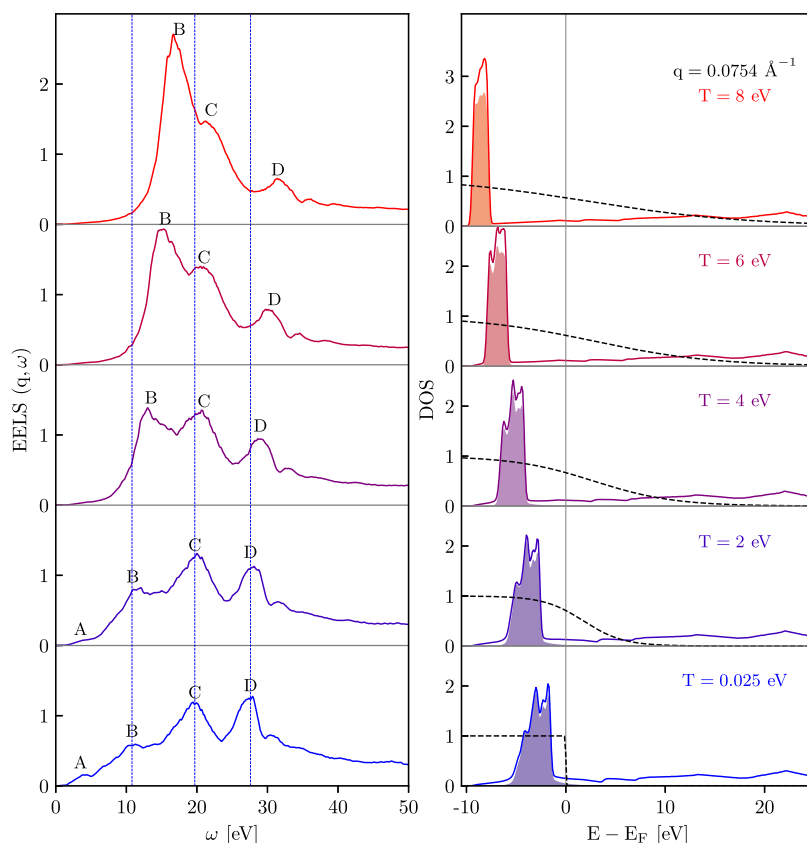 B
C
D
2
1
0
q = 0.0754 Å⁻¹
T = 8 eV
3
2
1
0
B
C
D
1
0
T = 6 eV
2
1
0
B
C
D
1
0
T = 4 eV
2
1
0
A
B
C
D
1
0
T = 2 eV
2
1
0
A
B
C
D
1
0
T = 0.025 eV
2
1
0
EELS (q, ω)
DOS
0 10 20 30 40 50
-10 0 10 20
ω [eV]
E − E_F [eV]